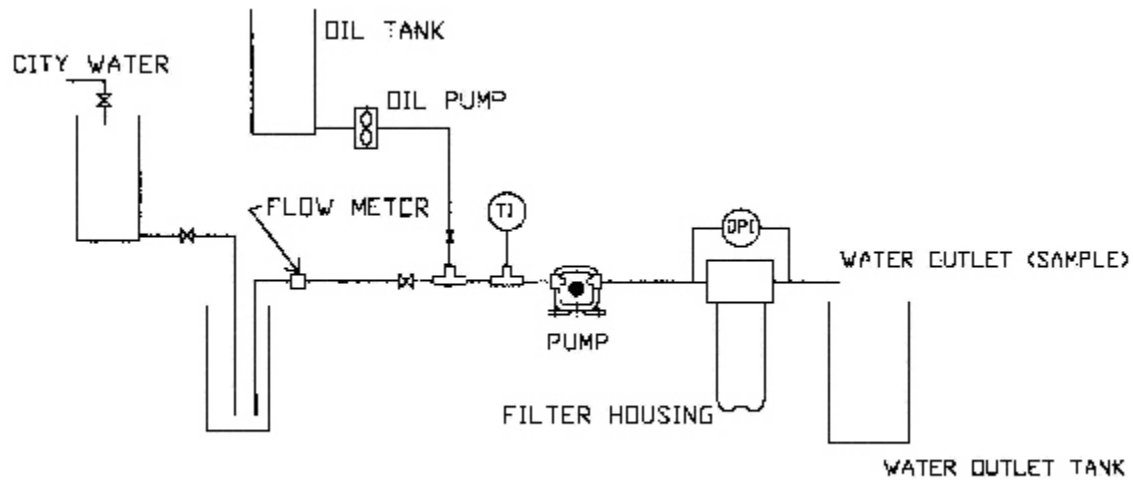 OIL TANK
CITY WATER
OIL PUMP
FLOW METER
TI
DPI
WATER OUTLET (SAMPLE)
PUMP
FILTER HOUSING
WATER OUTLET TANK